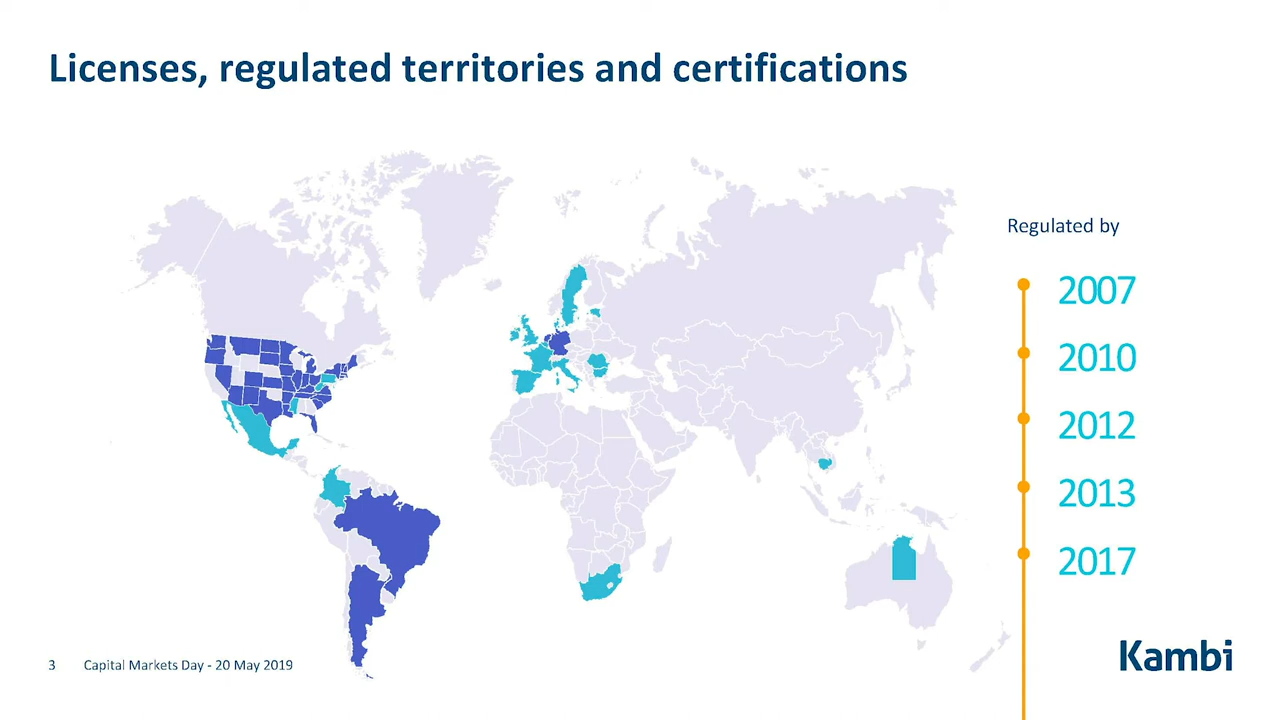 Licenses, regulated territories and certifications
Regulated by
2007
2010
2012
2013
2017
3 Capital Markets Day - 20 May 2019
Kambi